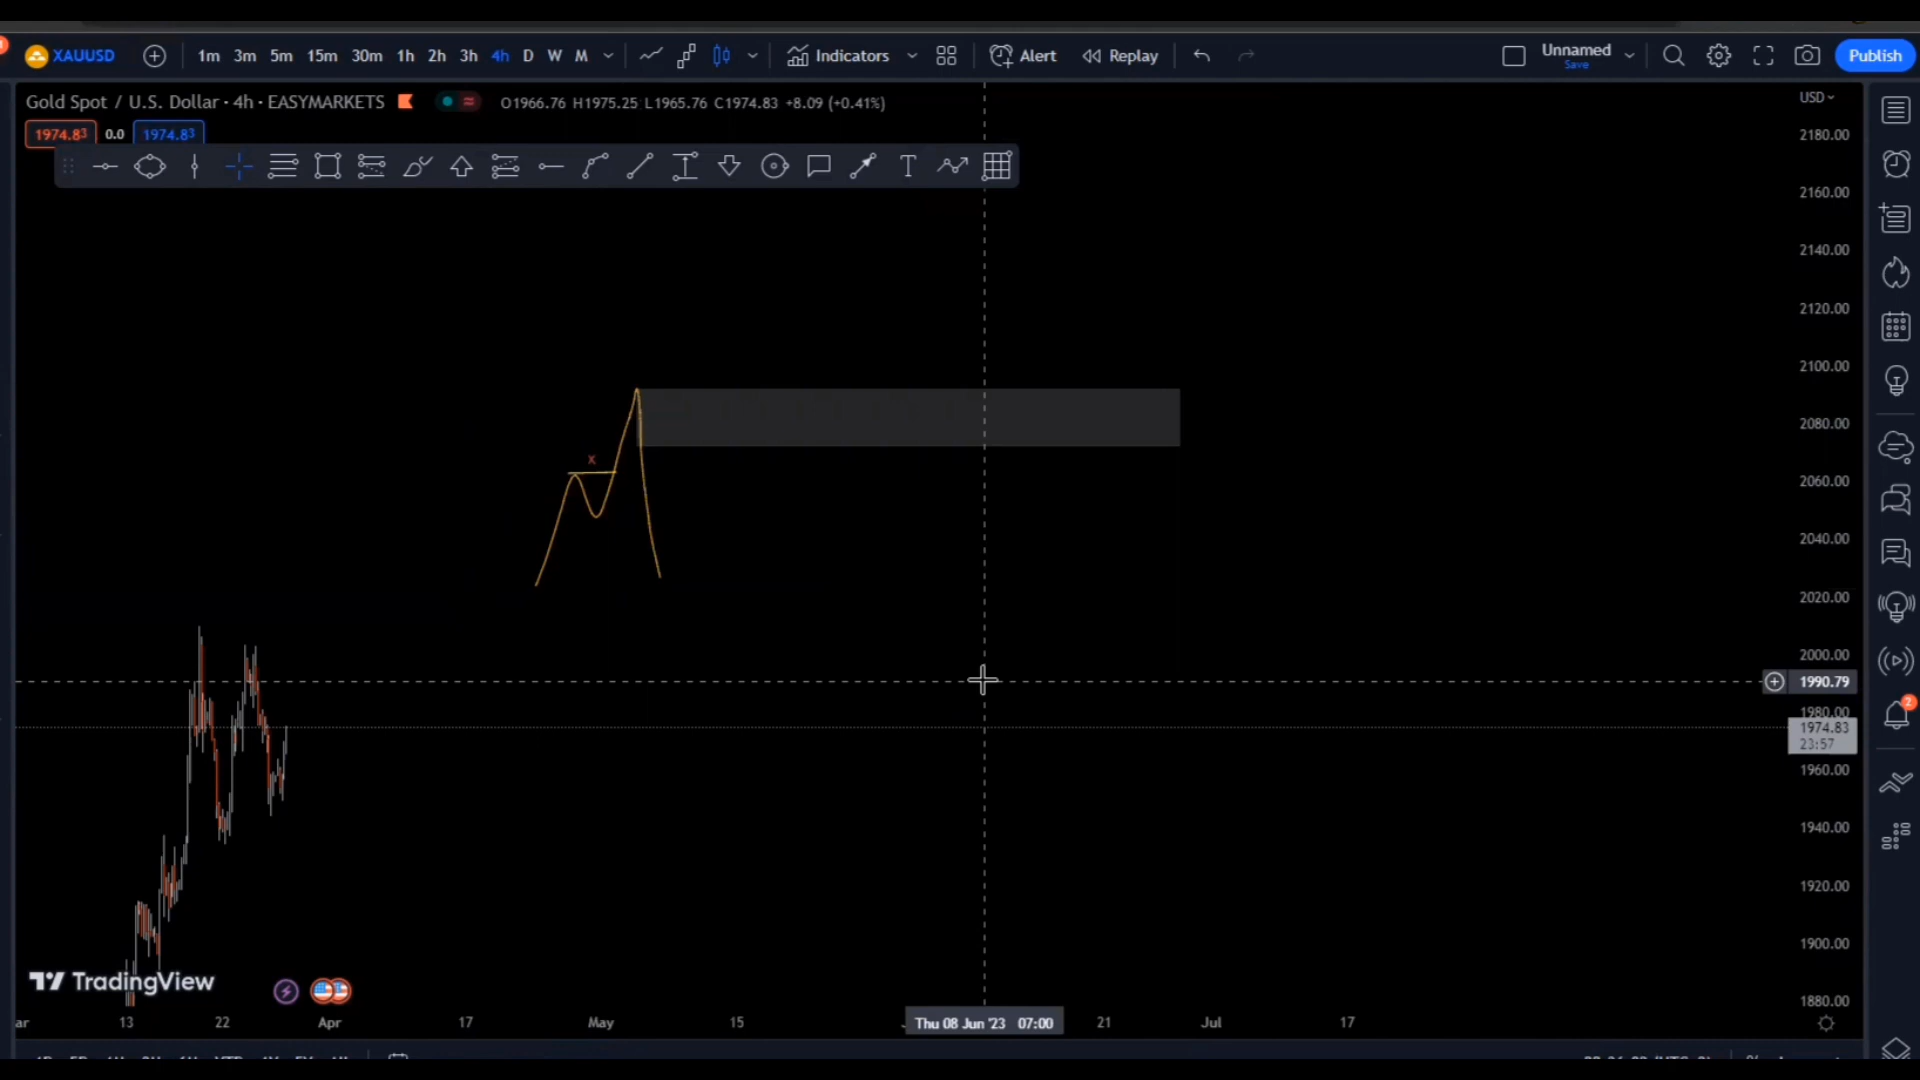 XAUUSD 1m 3m 5m 15m 30m 1h 2h 3h 4h D W M Indicators Alert Replay Unnamed Publish
Save
Gold Spot / U.S. Dollar · 4h · EASYMARKETS O1966.76 H1975.25 L1965.76 C1974.83 +8.09 (+0.41%)
USD
1974.83 0.0 1974.83
T
2180.00
2160.00
2140.00
2120.00
2100.00
2080.00
x
2060.00
2040.00
2020.00
2000.00
1990.79
2
1980.00
1974.83
23:57
1960.00
1940.00
1920.00
1900.00
TradingView
1880.00
ar 13 22 Apr 17 May 15 Thu 08 Jun '23 07:00 21 Jul 17